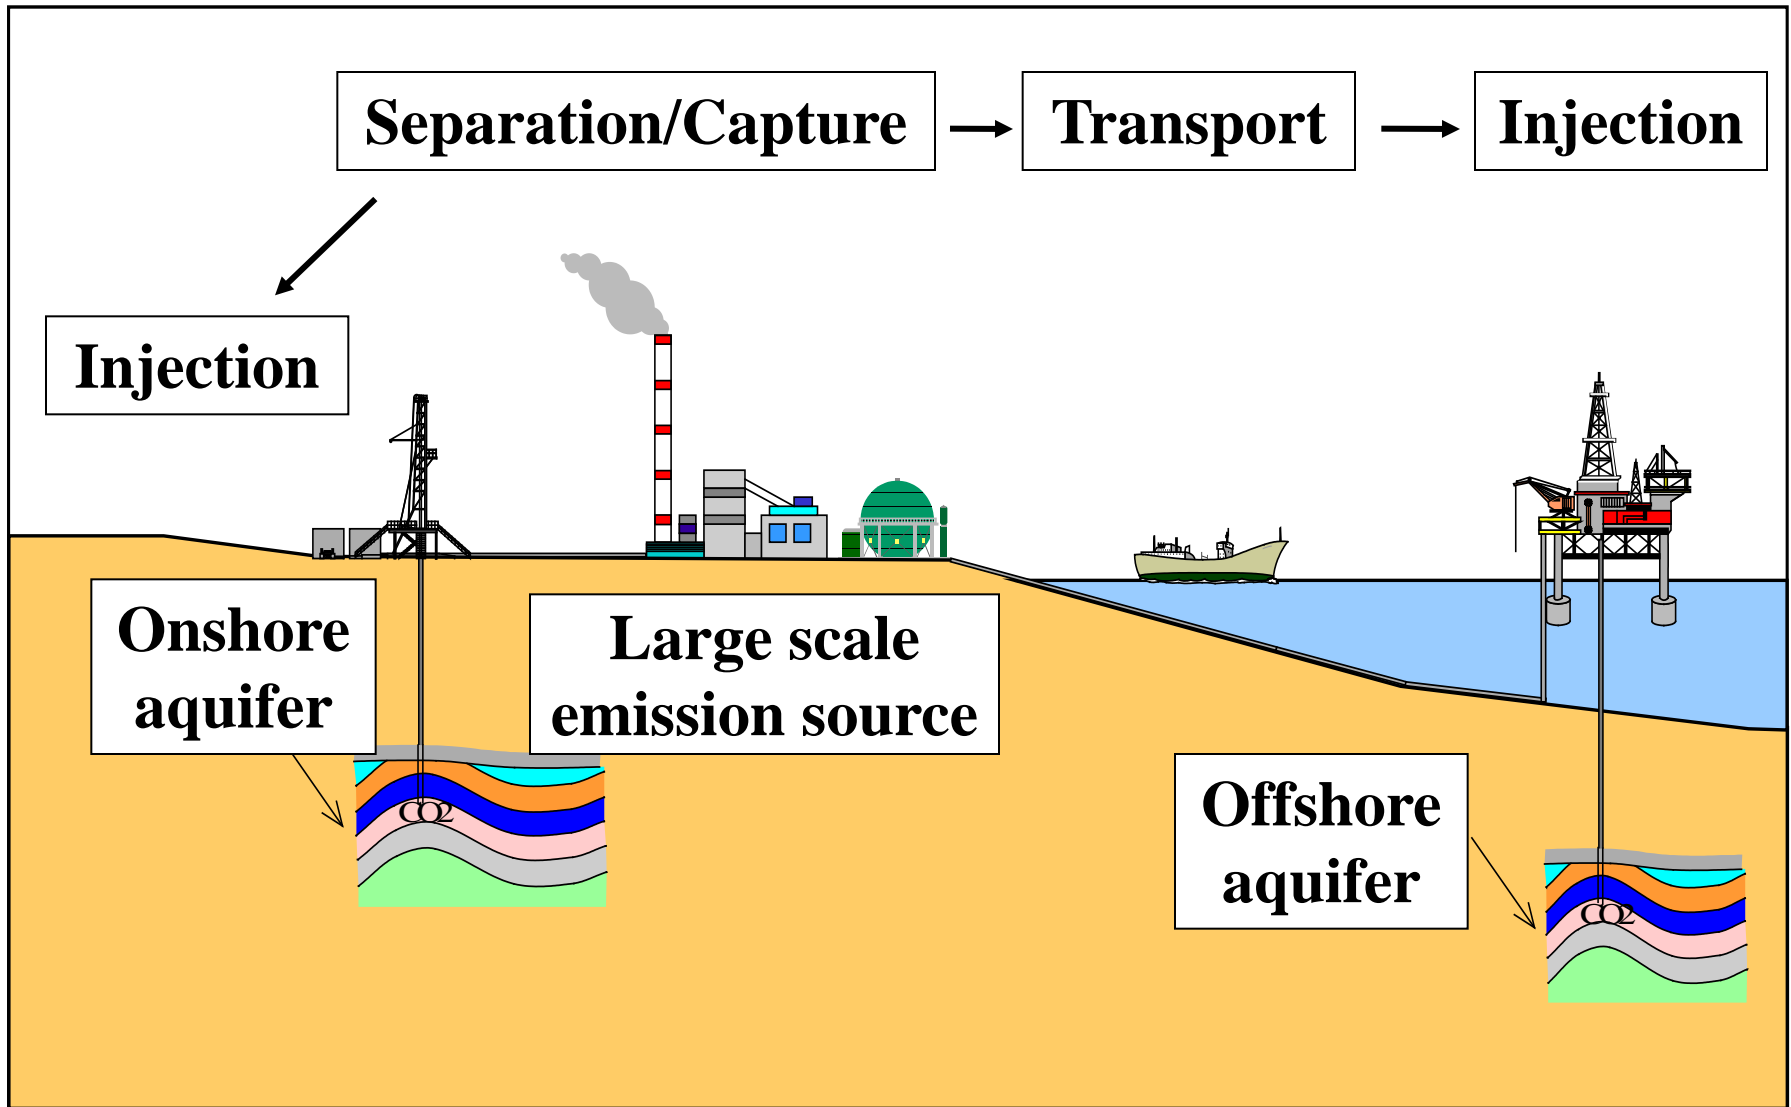 Separation/Capture
Transport
Injection
Injection
Onshore
aquifer
Large scale
emission source
CO2
Offshore
aquifer
CO2